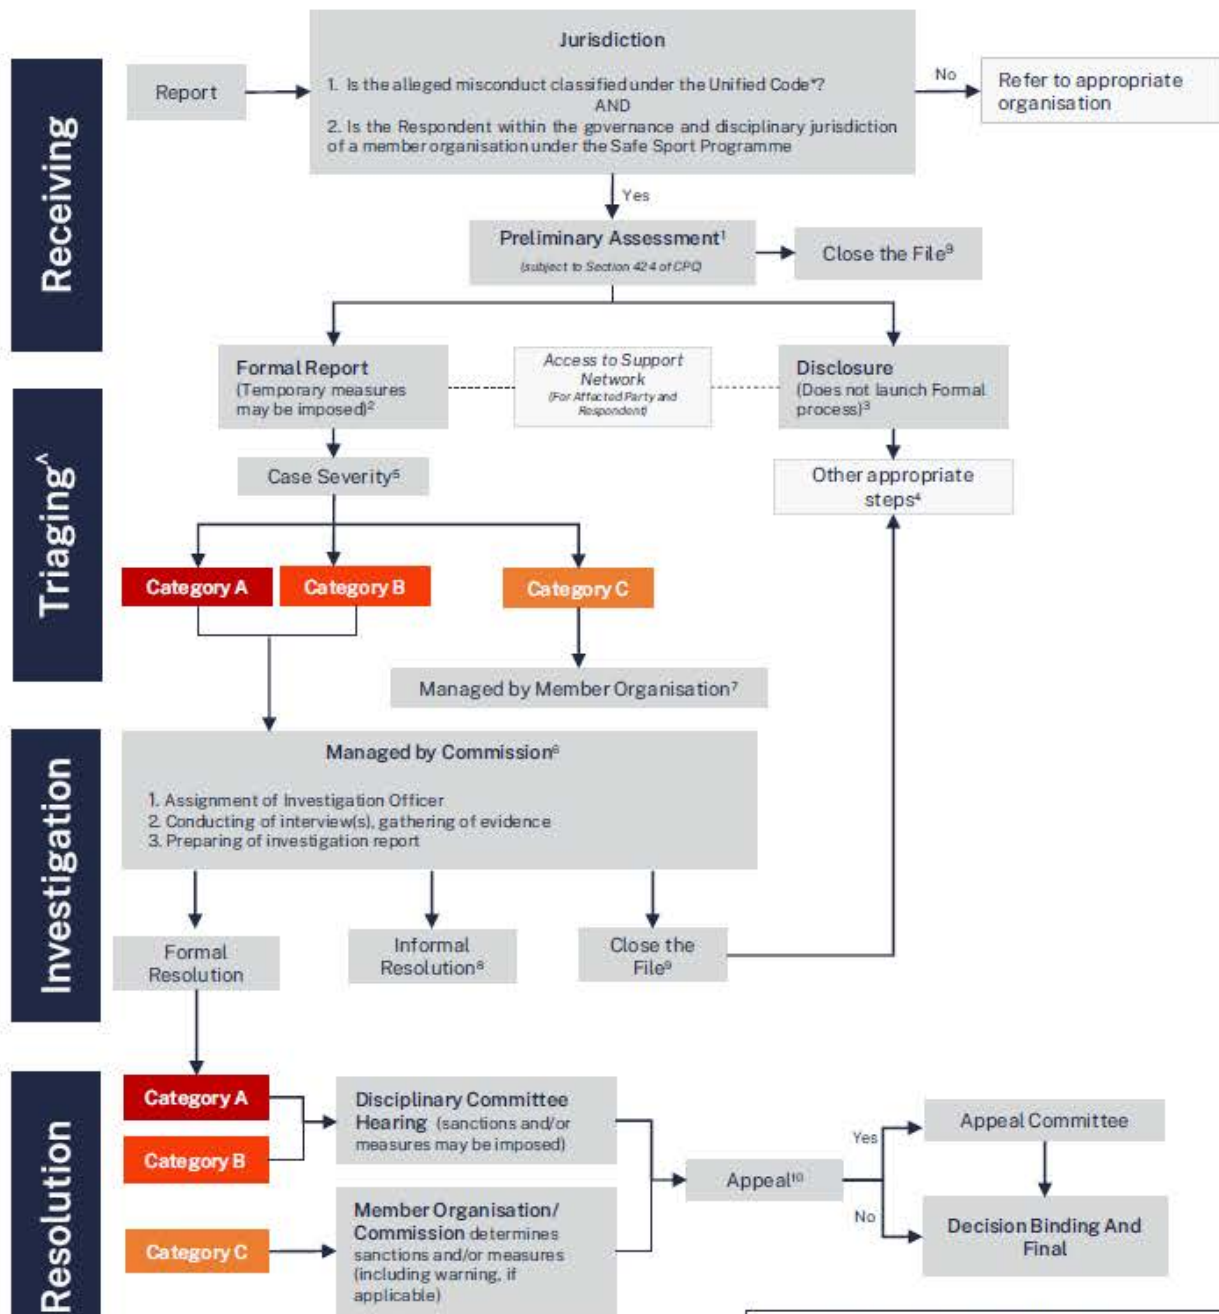 Receiving
Report
Jurisdiction
1. Is the alleged misconduct classified under the Unified Code*?
AND
2. Is the Respondent within the governance and disciplinary jurisdiction
of a member organisation under the Safe Sport Programme
No
Refer to appropriate
organisation
Yes
Preliminary Assessment¹
(subject to Section 424 of CPC)
Close the File⁹
Formal Report
(Temporary measures
may be imposed)²
Access to Support
Network
(For Affected Party and
Respondent)
Disclosure
(Does not launch Formal
process)³
Triaging^
Case Severity⁵
Other appropriate
steps⁴
Category A
Category B
Category C
Managed by Member Organisation⁷
Investigation
Managed by Commission⁶
1. Assignment of Investigation Officer
2. Conducting of interview(s), gathering of evidence
3. Preparing of investigation report
Formal
Resolution
Informal
Resolution⁸
Close the
File⁹
Resolution
Category A
Category B
Disciplinary Committee
Hearing (sanctions and/or
measures may be imposed)
Category C
Member Organisation/
Commission determines
sanctions and/or measures
(including warning, if
applicable)
Appeal¹⁰
Yes
No
Appeal Committee
Decision Binding And
Final